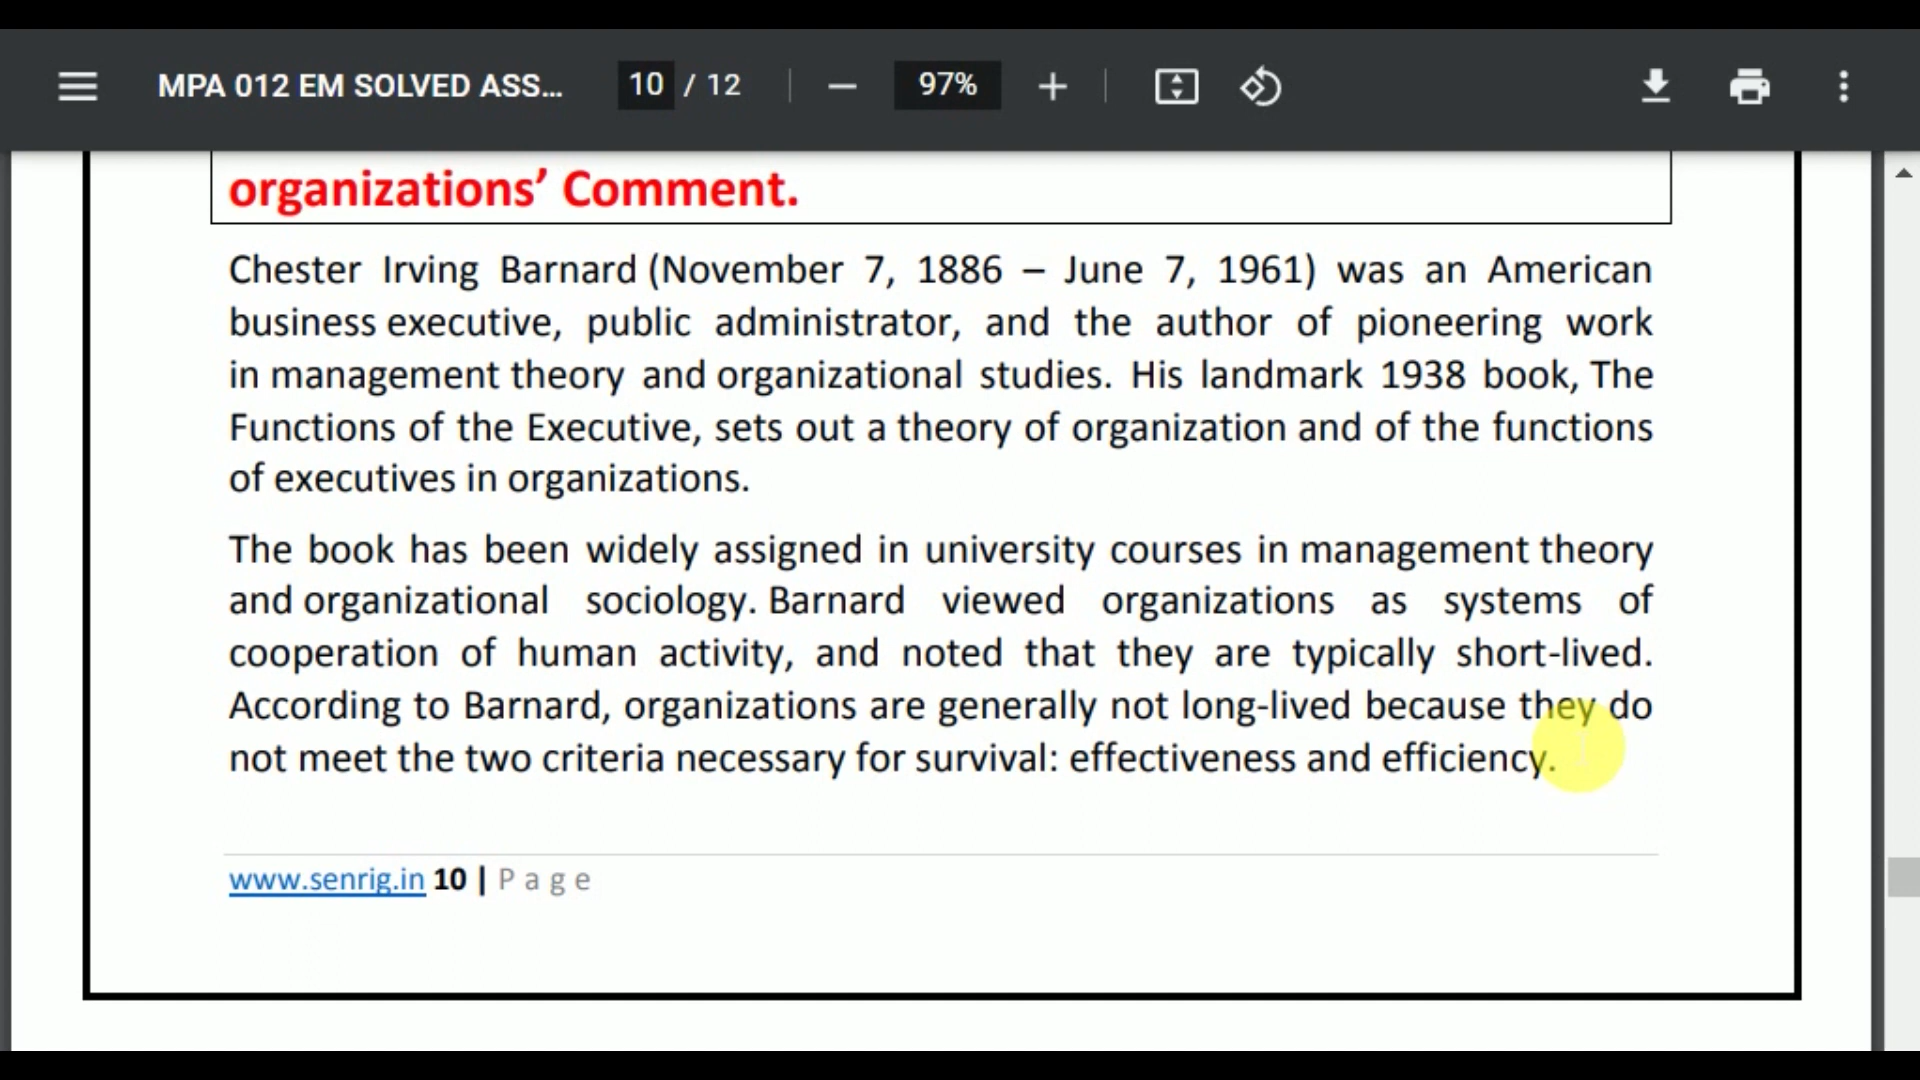 MPA 012 EM SOLVED ASS... 10 / 12 97%
organizations’ Comment.
Chester Irving Barnard (November 7, 1886 – June 7, 1961) was an American
business executive, public administrator, and the author of pioneering work
in management theory and organizational studies. His landmark 1938 book, The
Functions of the Executive, sets out a theory of organization and of the functions
of executives in organizations.
The book has been widely assigned in university courses in management theory
and organizational sociology. Barnard viewed organizations as systems of
cooperation of human activity, and noted that they are typically short-lived.
According to Barnard, organizations are generally not long-lived because they do
not meet the two criteria necessary for survival: effectiveness and efficiency.
www.senrig.in 10 | Page